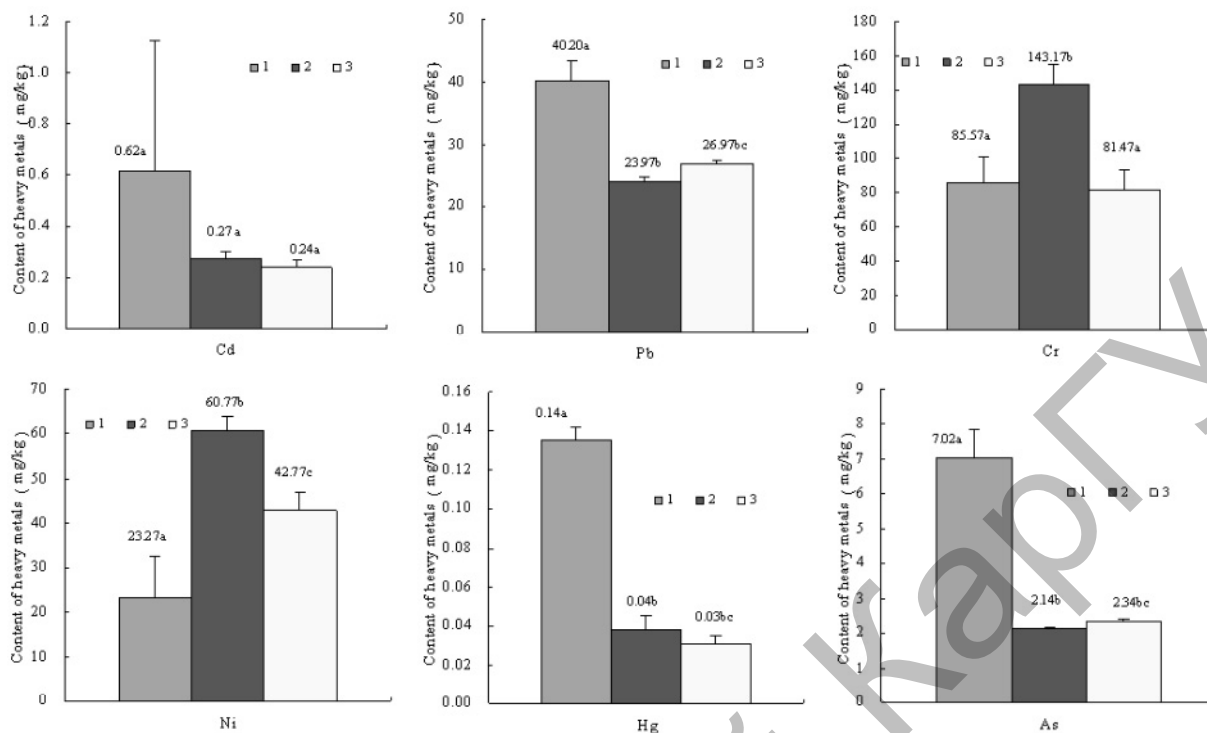 Content of heavy metals ( mg/kg)
1.2
1.0
0.8
0.6
0.4
0.2
0.0
1 2 3
0.62a
0.27a
0.24a
Cd
Content of heavy metals ( mg/kg)
50
40
30
20
10
0
1 2 3
40.20a
23.97b
26.97bc
Pb
Content of heavy metals ( mg/kg)
180
160
140
120
100
80
60
40
20
0
1 2 3
85.57a
143.17b
81.47a
Cr
Content of heavy metals ( mg/kg)
70
60
50
40
30
20
10
0
1 2 3
23.27a
60.77b
42.77c
Ni
Content of heavy metals ( mg/kg)
0.16
0.14
0.12
0.10
0.08
0.06
0.04
0.02
0.00
1 2 3
0.14a
0.04b
0.03bc
Hg
Content of heavy metals ( mg/kg)
9
8
7
6
5
4
3
2
1
0
1 2 3
7.02a
2.14b
2.34bc
As
КарГУ